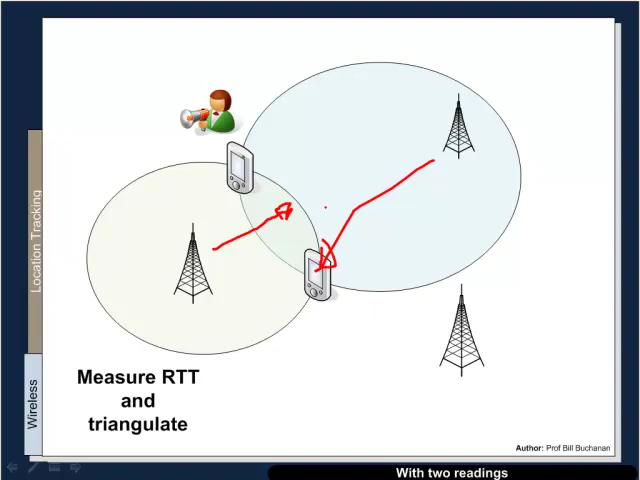 Location Tracking
Wireless
Measure RTT
and
triangulate
Author: Prof Bill Buchanan
With two readings